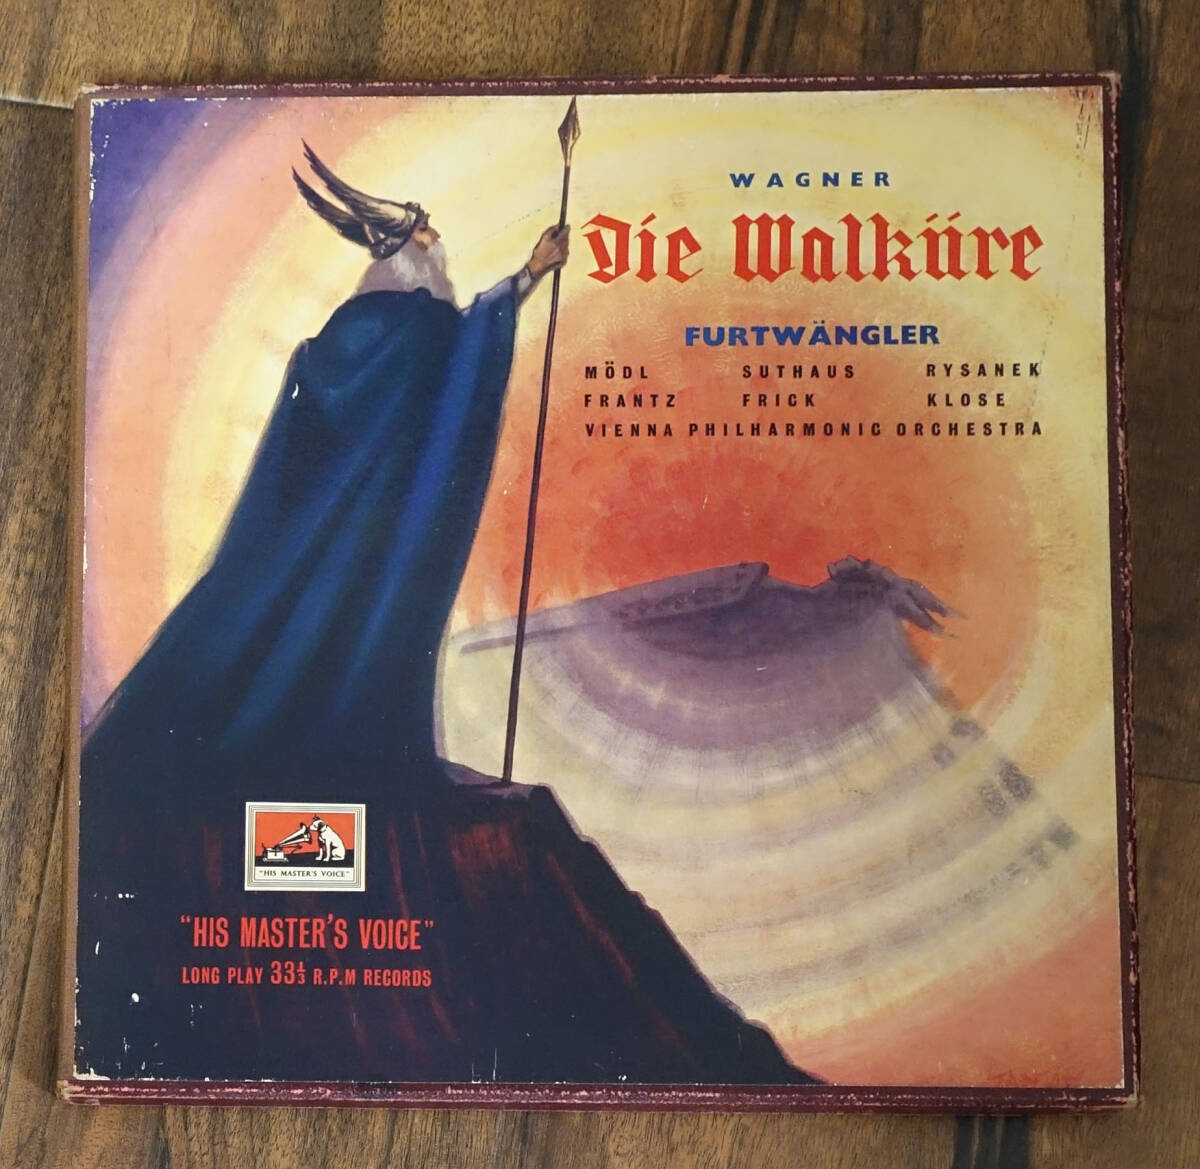 WAGNER
Die Walküre
FURTWÄNGLER
MÖDL SUTHAUS RYSANEK
FRANTZ FRICK KLOSE
VIENNA PHILHARMONIC ORCHESTRA
"HIS MASTER'S VOICE"
"HIS MASTER'S VOICE"
LONG PLAY 33⅓ R.P.M RECORDS